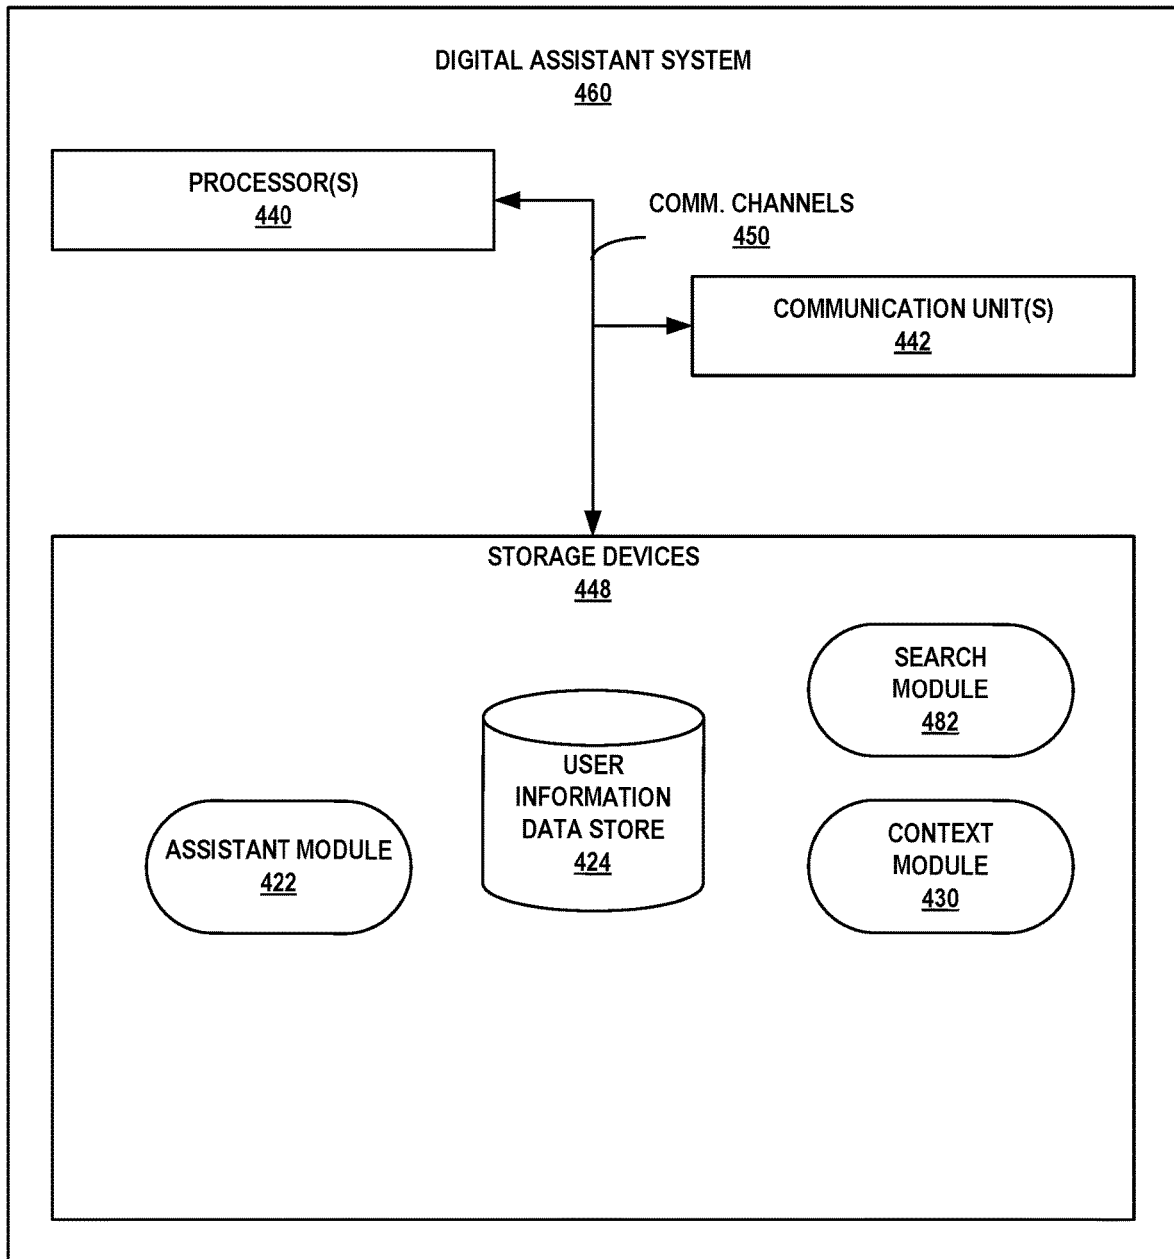 DIGITAL ASSISTANT SYSTEM
460
PROCESSOR(S)
440
COMM. CHANNELS
450
COMMUNICATION UNIT(S)
442
STORAGE DEVICES
448
SEARCH
MODULE
482
USER
INFORMATION
DATA STORE
424
ASSISTANT MODULE
422
CONTEXT
MODULE
430